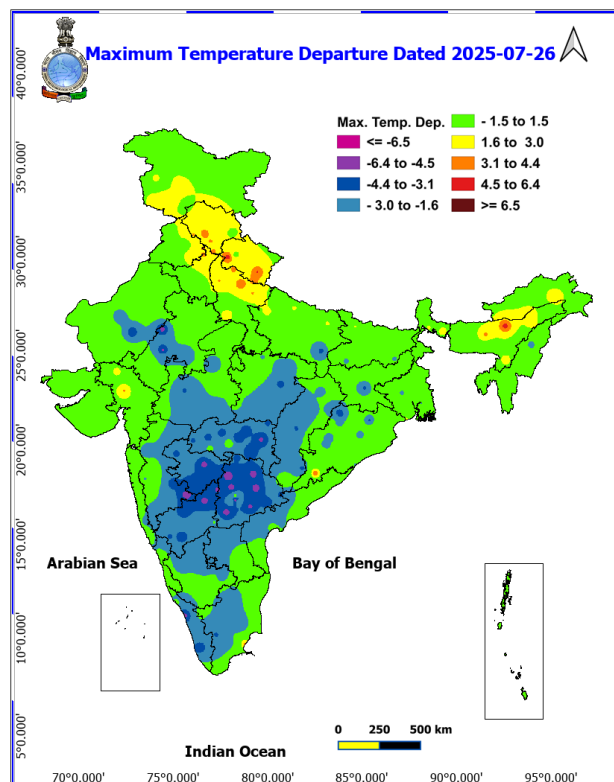 Maximum Temperature Departure Dated 2025-07-26
Max. Temp. Dep.
<= -6.5
-6.4 to -4.5
-4.4 to -3.1
- 3.0 to -1.6
- 1.5 to 1.5
1.6 to 3.0
3.1 to 4.4
4.5 to 6.4
>= 6.5
40°0.000'
35°0.000'
30°0.000'
25°0.000'
20°0.000'
15°0.000'
10°0.000'
5°0.000'
Arabian Sea
Bay of Bengal
Indian Ocean
0 250 500 km
70°0.000' 75°0.000' 80°0.000' 85°0.000' 90°0.000' 95°0.000'